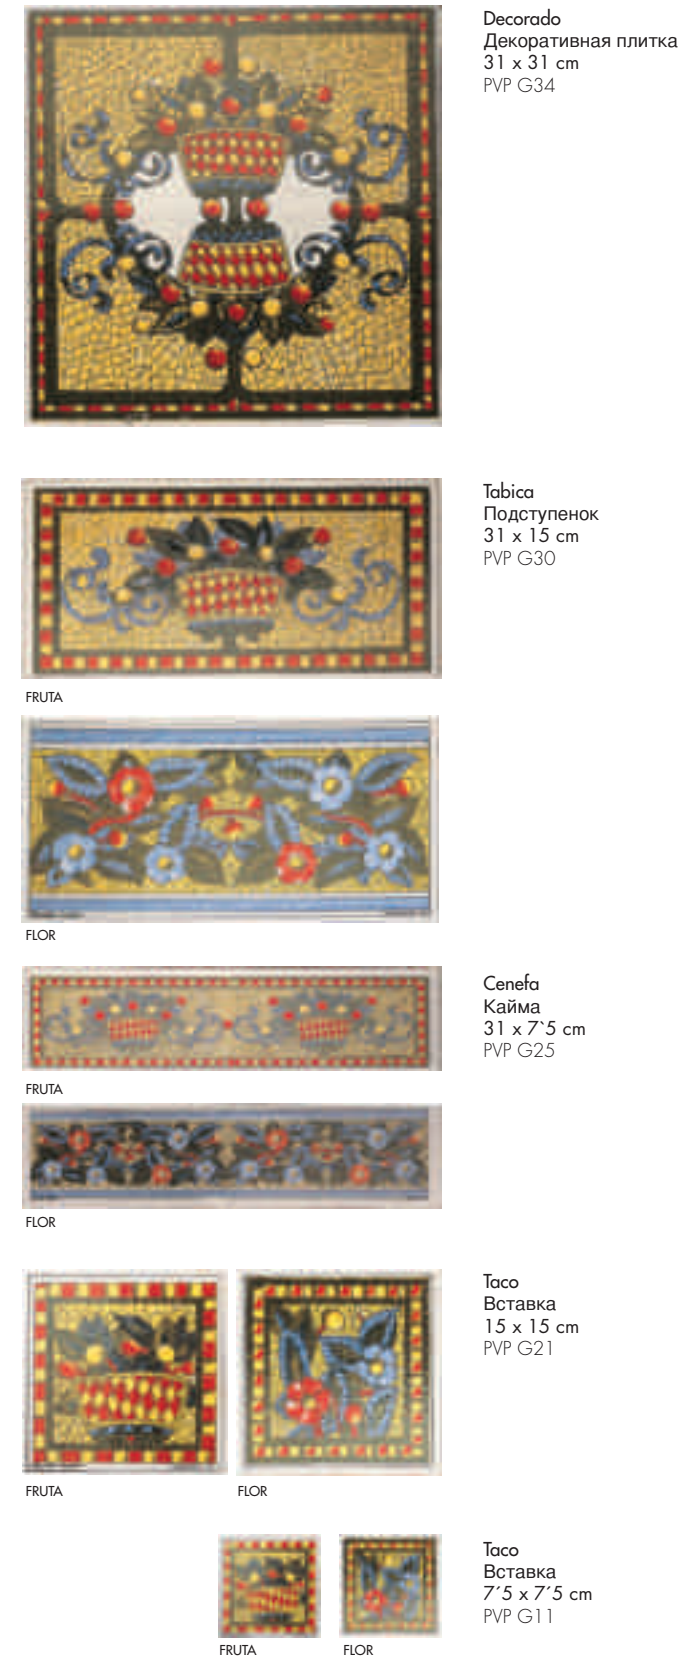 Decorado
Декоративная плитка
31 x 31 cm
PVP G34
Tabica
Подступенок
31 x 15 cm
PVP G30
FRUTA
FLOR
Cenefa
Кайма
31 x 7`5 cm
PVP G25
FRUTA
FLOR
Taco
Вставка
15 x 15 cm
PVP G21
FRUTA
FLOR
Taco
Вставка
7´5 x 7´5 cm
PVP G11
FRUTA
FLOR